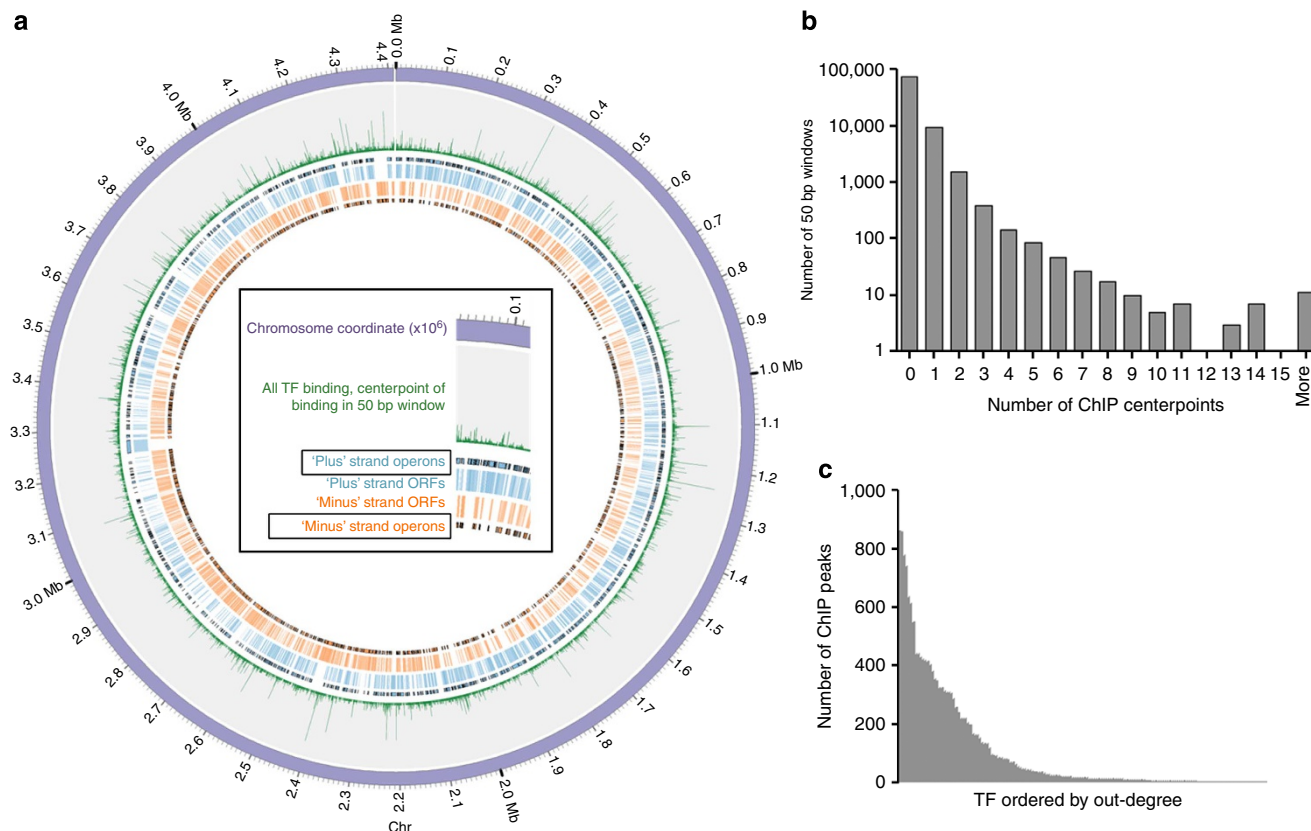 a
0.0 Mb
0.1
0.2
0.3
0.4
0.5
0.6
0.7
0.8
0.9
1.0 Mb
1.1
1.2
1.3
1.4
1.5
1.6
1.7
1.8
1.9
2.0 Mb
2.1
2.2
2.3
2.4
2.5
2.6
2.7
2.8
2.9
3.0 Mb
3.1
3.2
3.3
3.4
3.5
3.6
3.7
3.8
3.9
4.0 Mb
4.1
4.2
4.3
4.4
Chr
0.1
Chromosome coordinate (x10⁶)
All TF binding, centerpoint of
binding in 50 bp window
‘Plus’ strand operons
‘Plus’ strand ORFs
‘Minus’ strand ORFs
‘Minus’ strand operons
b
Number of 50 bp windows
100,000
10,000
1,000
100
10
1
0 1 2 3 4 5 6 7 8 9 10 11 12 13 14 15 More
Number of ChIP centerpoints
c
Number of ChIP peaks
1,000
800
600
400
200
0
TF ordered by out-degree